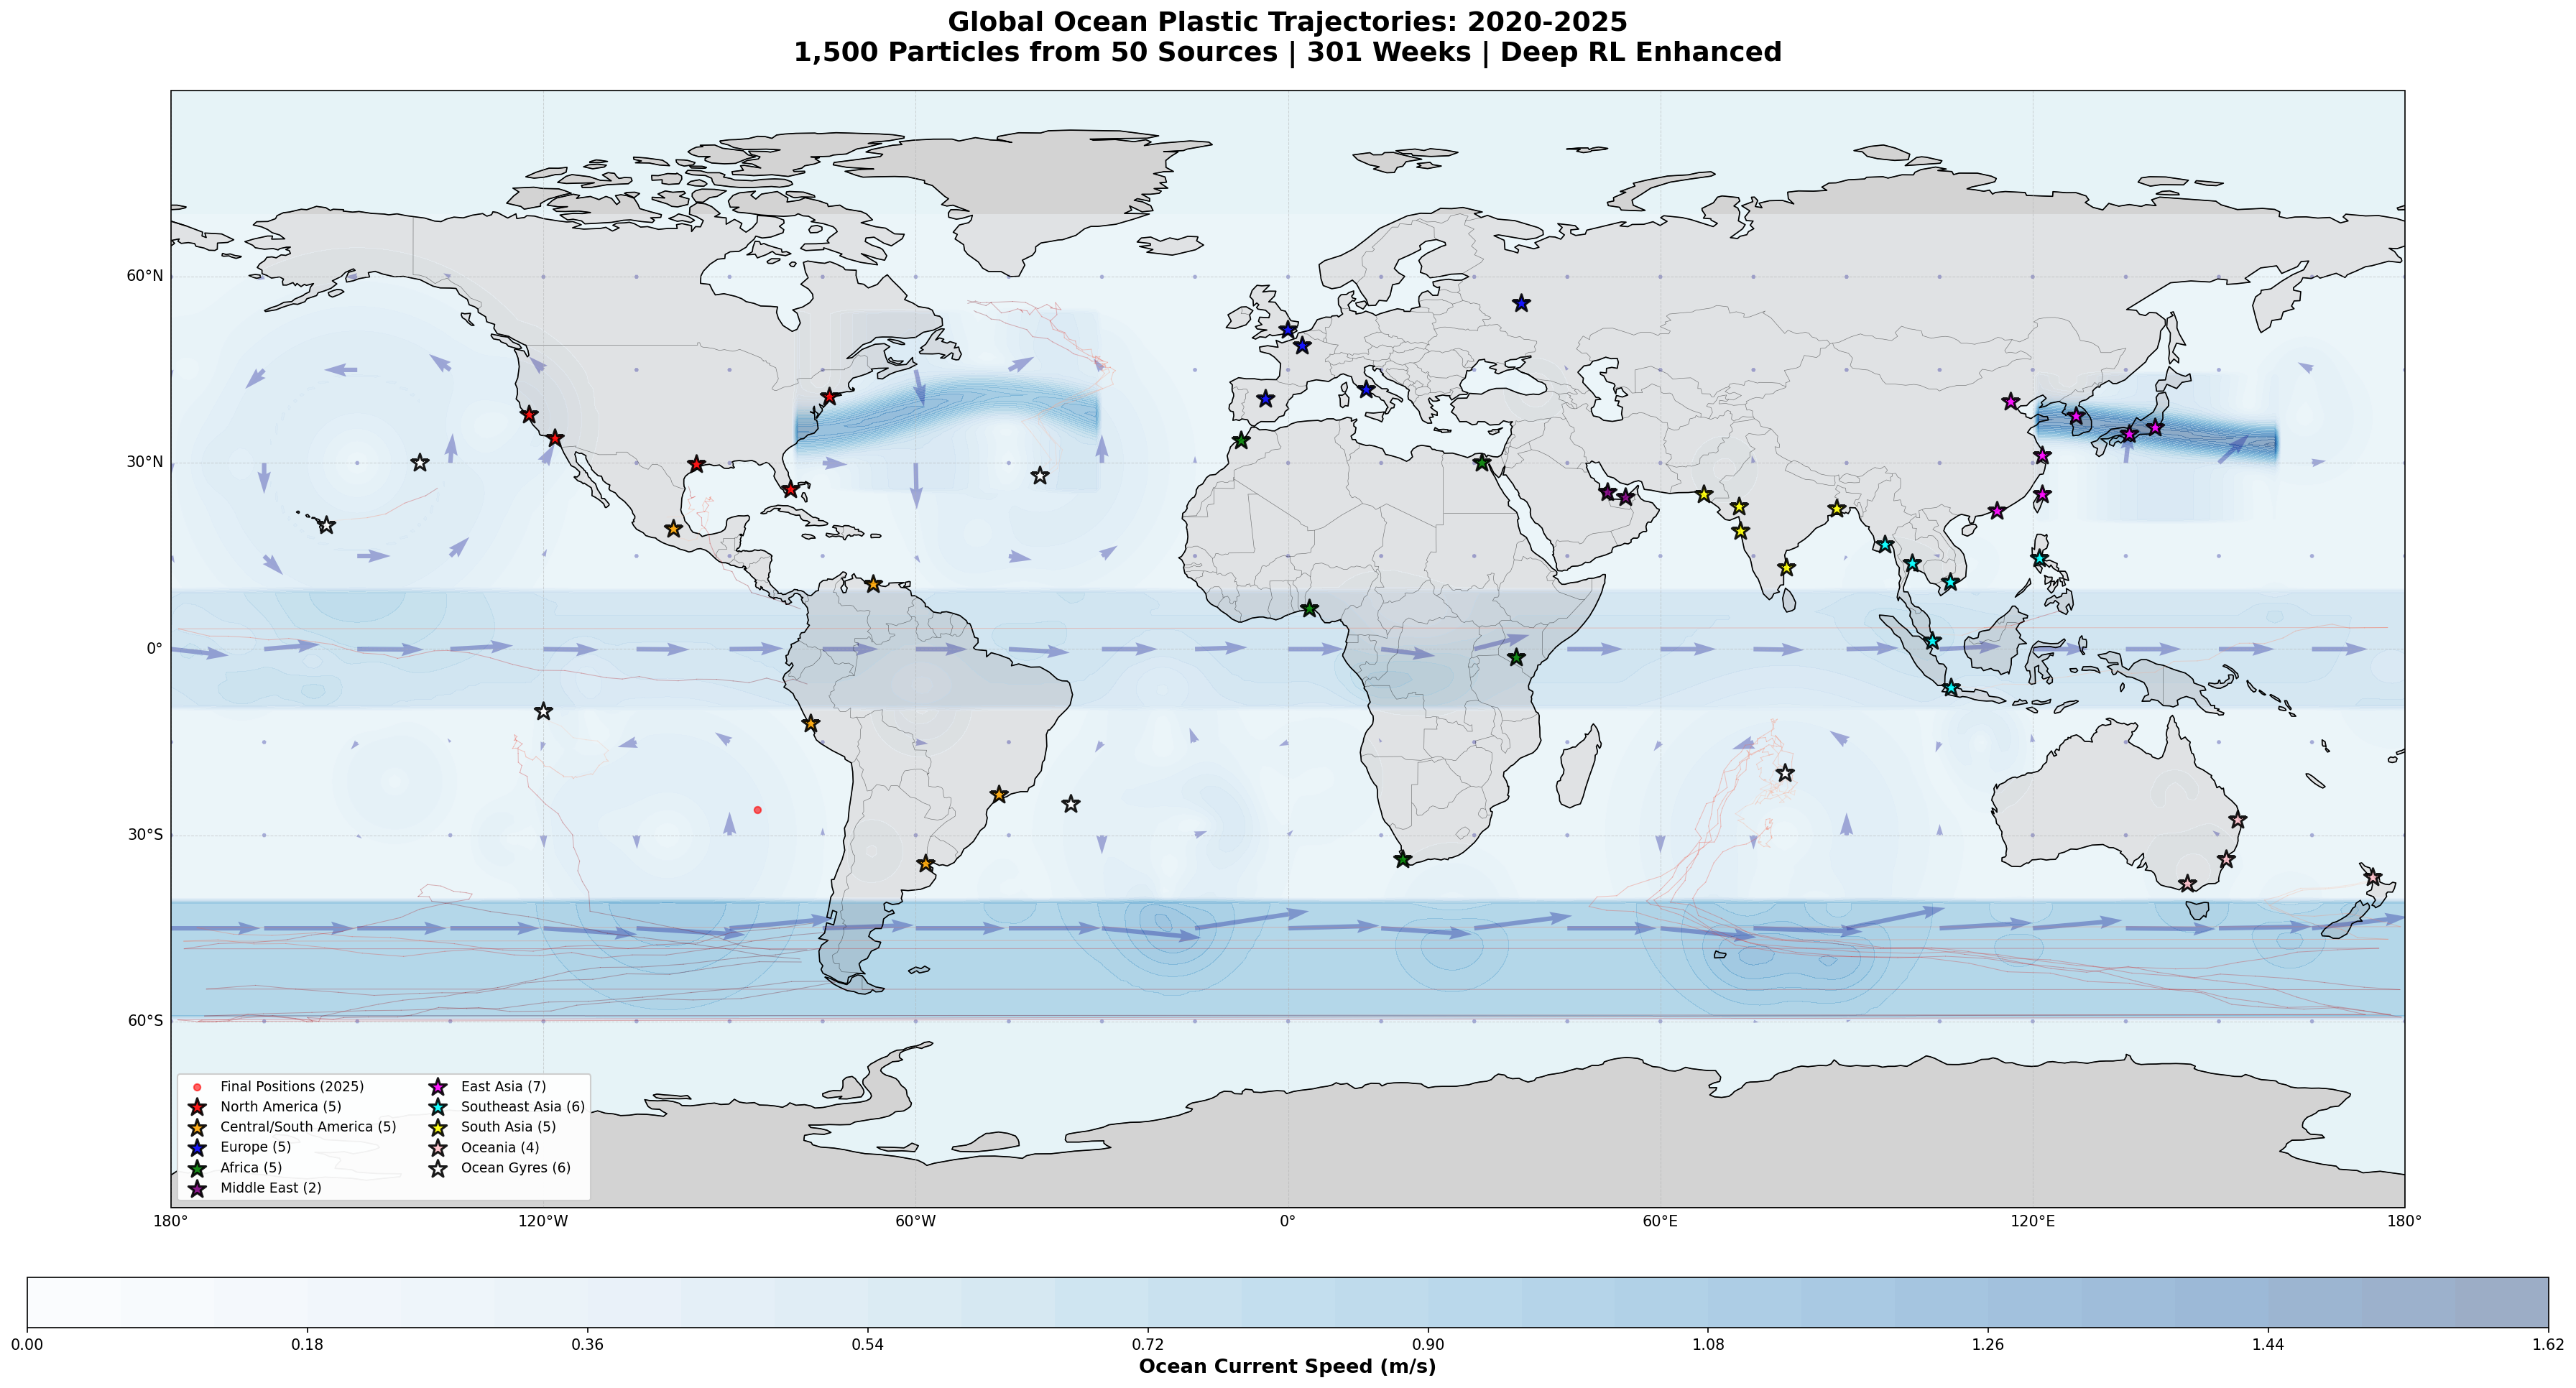 Global Ocean Plastic Trajectories: 2020-2025
1,500 Particles from 50 Sources | 301 Weeks | Deep RL Enhanced
60°N
30°N
0°
30°S
60°S
Final Positions (2025)
North America (5)
Central/South America (5)
Europe (5)
Africa (5)
Middle East (2)
East Asia (7)
Southeast Asia (6)
South Asia (5)
Oceania (4)
Ocean Gyres (6)
180° 120°W 60°W 0° 60°E 120°E 180°
0.00 0.18 0.36 0.54 0.72 0.90 1.08 1.26 1.44 1.62
Ocean Current Speed (m/s)